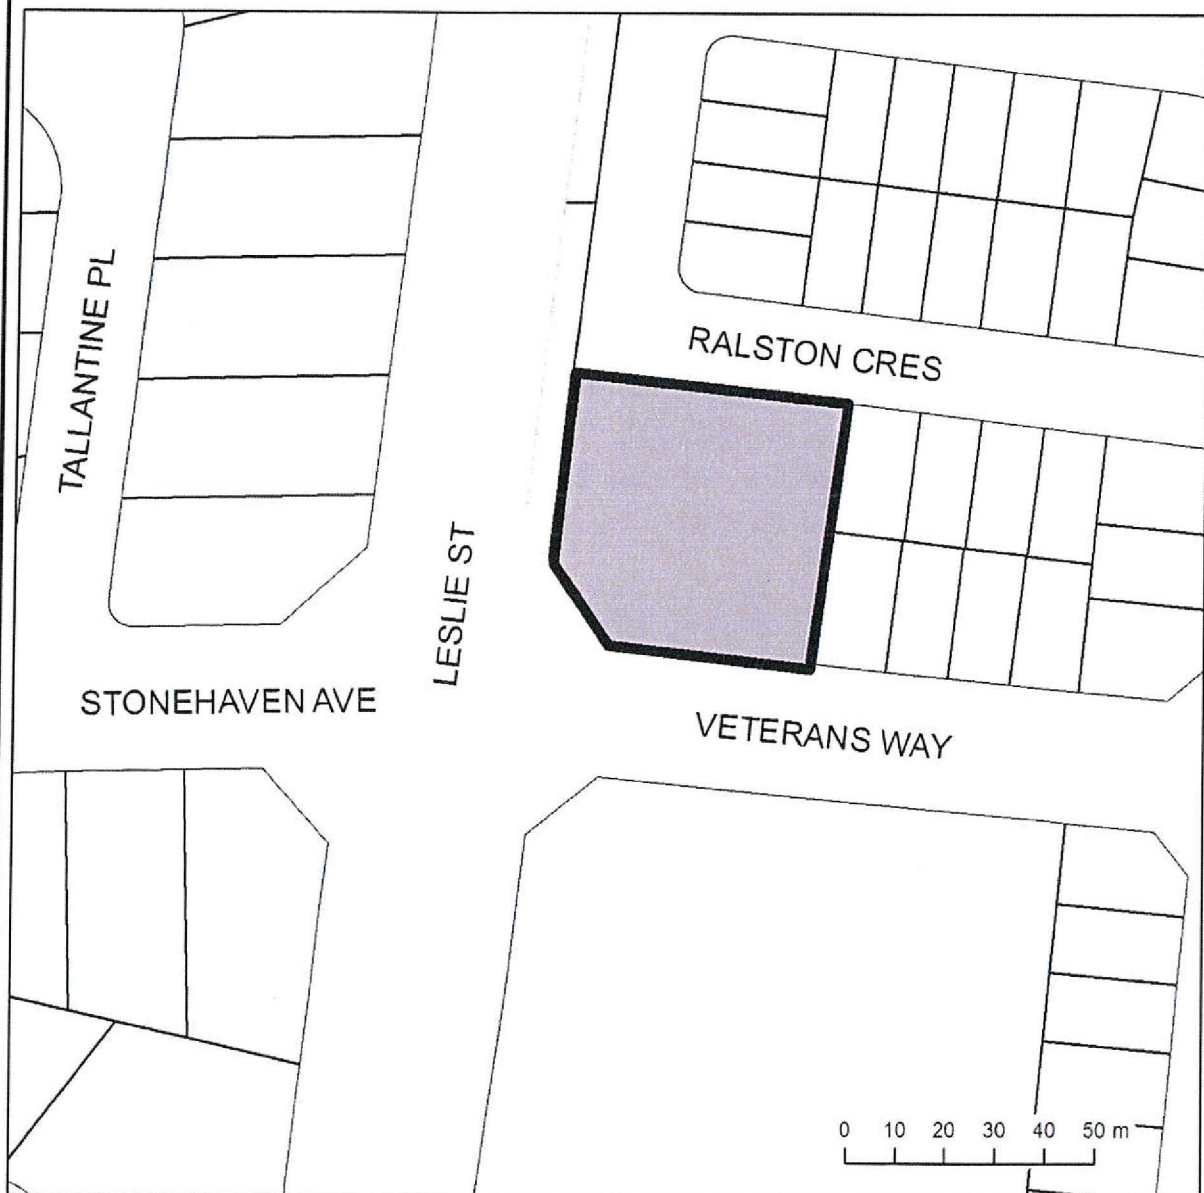 TALLANTINE PL
RALSTON CRES
LESLIE ST
STONEHAVEN AVE
VETERANS WAY
0 10 20 30 40 50 m